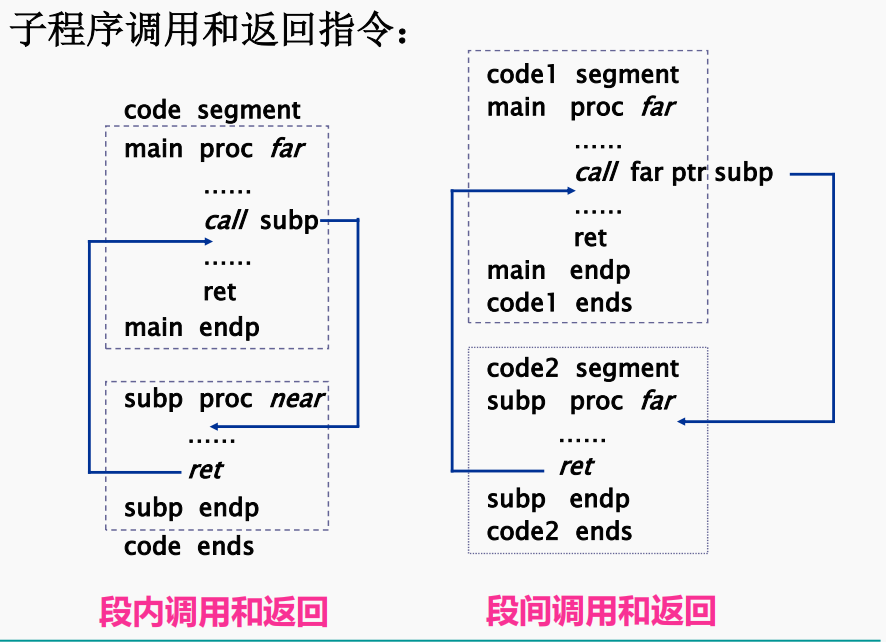 子程序调用和返回指令：
code segment
main proc far
......
call subp
......
ret
main endp
subp proc near
......
ret
subp endp
code ends
段内调用和返回
code1 segment
main proc far
......
call far ptr subp
......
ret
main endp
code1 ends
code2 segment
subp proc far
......
ret
subp endp
code2 ends
段间调用和返回